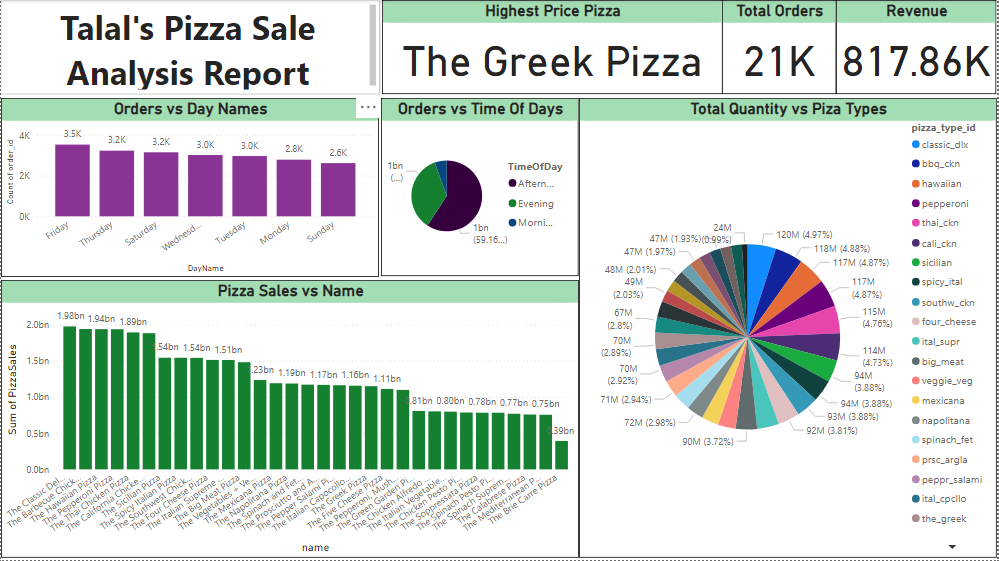 Talal's Pizza Sale
Analysis Report
Highest Price Pizza
The Greek Pizza
Total Orders
21K
Revenue
817.86K
Orders vs Day Names
...
Count of order_id
4K
2K
0K
3.5K
3.2K
3.2K
3.0K
3.0K
2.8K
2.6K
Friday
Thursday
Saturday
Wednesd...
Tuesday
Monday
Sunday
DayName
Orders vs Time Of Days
1bn
(...)
1bn
(59.16...)
TimeOfDay
Aftern...
Evening
Morni...
Total Quantity vs Piza Types
24M
(0.99%)
47M (1.93%)
47M (1.97%)
48M (2.01%)
49M
(2.03%)
67M
(2.8%)
70M
(2.89%)
70M
(2.92%)
71M (2.94%)
72M (2.98%)
90M (3.72%)
120M (4.97%)
118M (4.88%)
117M (4.87%)
117M
(4.87%)
115M
(4.76%)
114M
(4.73%)
94M
(3.88%)
94M (3.88%)
93M (3.88%)
92M (3.81%)
pizza_type_id
classic_dlx
bbq_ckn
hawaiian
pepperoni
thai_ckn
cali_ckn
sicilian
spicy_ital
southw_ckn
four_cheese
ital_supr
big_meat
veggie_veg
mexicana
napolitana
spinach_fet
prsc_argla
peppr_salami
ital_cpcllo
the_greek
Pizza Sales vs Name
Sum of PizzaSales
2.0bn
1.5bn
1.0bn
0.5bn
0.0bn
1.98bn
1.94bn
1.89bn
.54bn
1.54bn
1.51bn
.23bn
1.19bn
1.17bn
1.16bn
1.11bn
.81bn
0.80bn
0.78bn
0.77bn
0.75bn
.39bn
The Classic Del...
The Barbecue Chick...
The Hawaiian Pizza
The Pepperoni Pizza
The Thai Chicken Pizza
The California Chicke...
The Sicilian Pizza
The Spicy Italian Pizza
The Southwest Chick...
The Four Cheese Pizza
The Italian Supreme ...
The Big Meat Pizza
The Vegetables + Ve...
The Mexicana Pizza
The Napolitana Pizza
The Spinach and Fet...
The Prosciutto and A...
The Pepper Salami Pi...
The Italian Capocollo...
The Greek Pizza
The Five Cheese Pizza
The Pepperoni, Mush...
The Green Garden Pi...
The Chicken Alfredo ...
The Italian Vegetable...
The Chicken Pesto Pi...
The Soppressata Pizza
The Spinach Pesto Pi...
The Spinach Suprem...
The Calabrese Pizza
The Mediterranean P...
The Brie Carre Pizza
name